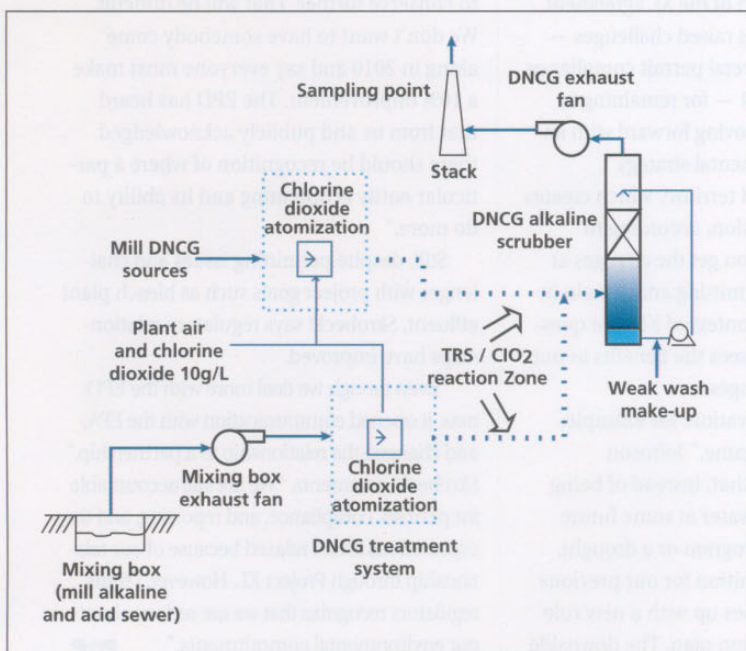 Sampling point
DNCG exhaust
fan
Stack
Chlorine
dioxide
atomization
DNCG alkaline
scrubber
Mill DNCG
sources
Plant air
and chlorine
dioxide 10g/L
TRS / ClO2
reaction Zone
Weak wash
make-up
Mixing box
exhaust fan
Chlorine
dioxide
atomization
DNCG treatment
system
Mixing box
(mill alkaline
and acid sewer)